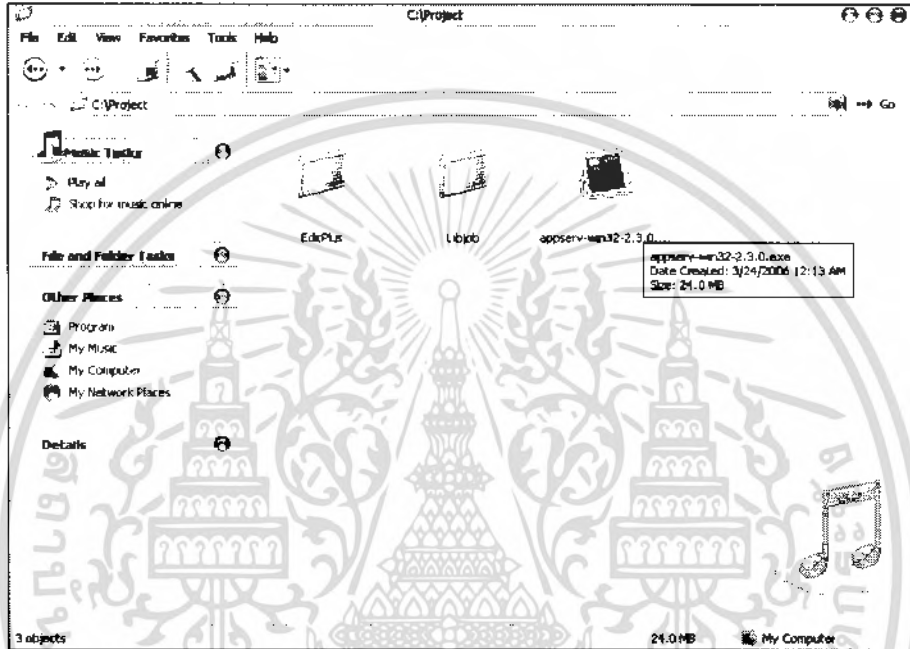 C:\Project
File Edit View Favorites Tools Help
C:\Project Go
Music Tasks
Play all
Shop for music online
File and Folder Tasks
Other Places
Program
My Music
My Computer
My Network Places
Details
EditPlus Libjob appserv-win32-2.3.0....
appserv-win32-2.3.0.exe
Date Created: 3/24/2006 12:13 AM
Size: 24.0 MB
3 objects 24.0 MB My Computer